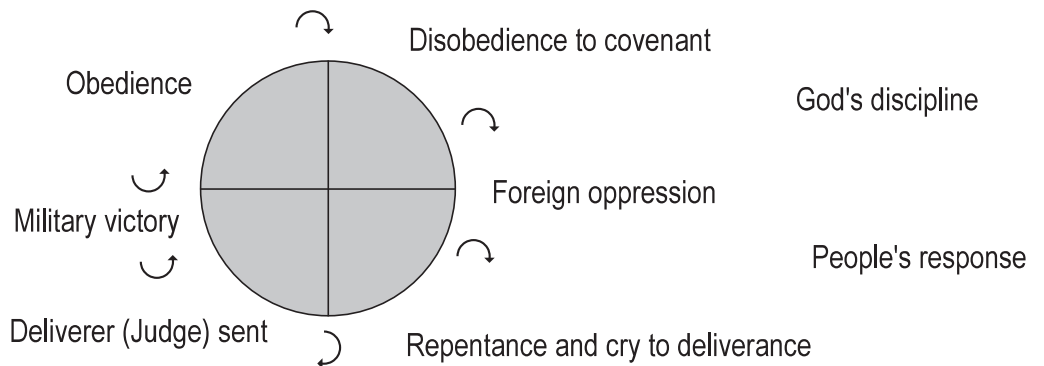 Disobedience to covenant
Obedience
God's discipline
Foreign oppression
Military victory
People's response
Deliverer (Judge) sent
Repentance and cry to deliverance